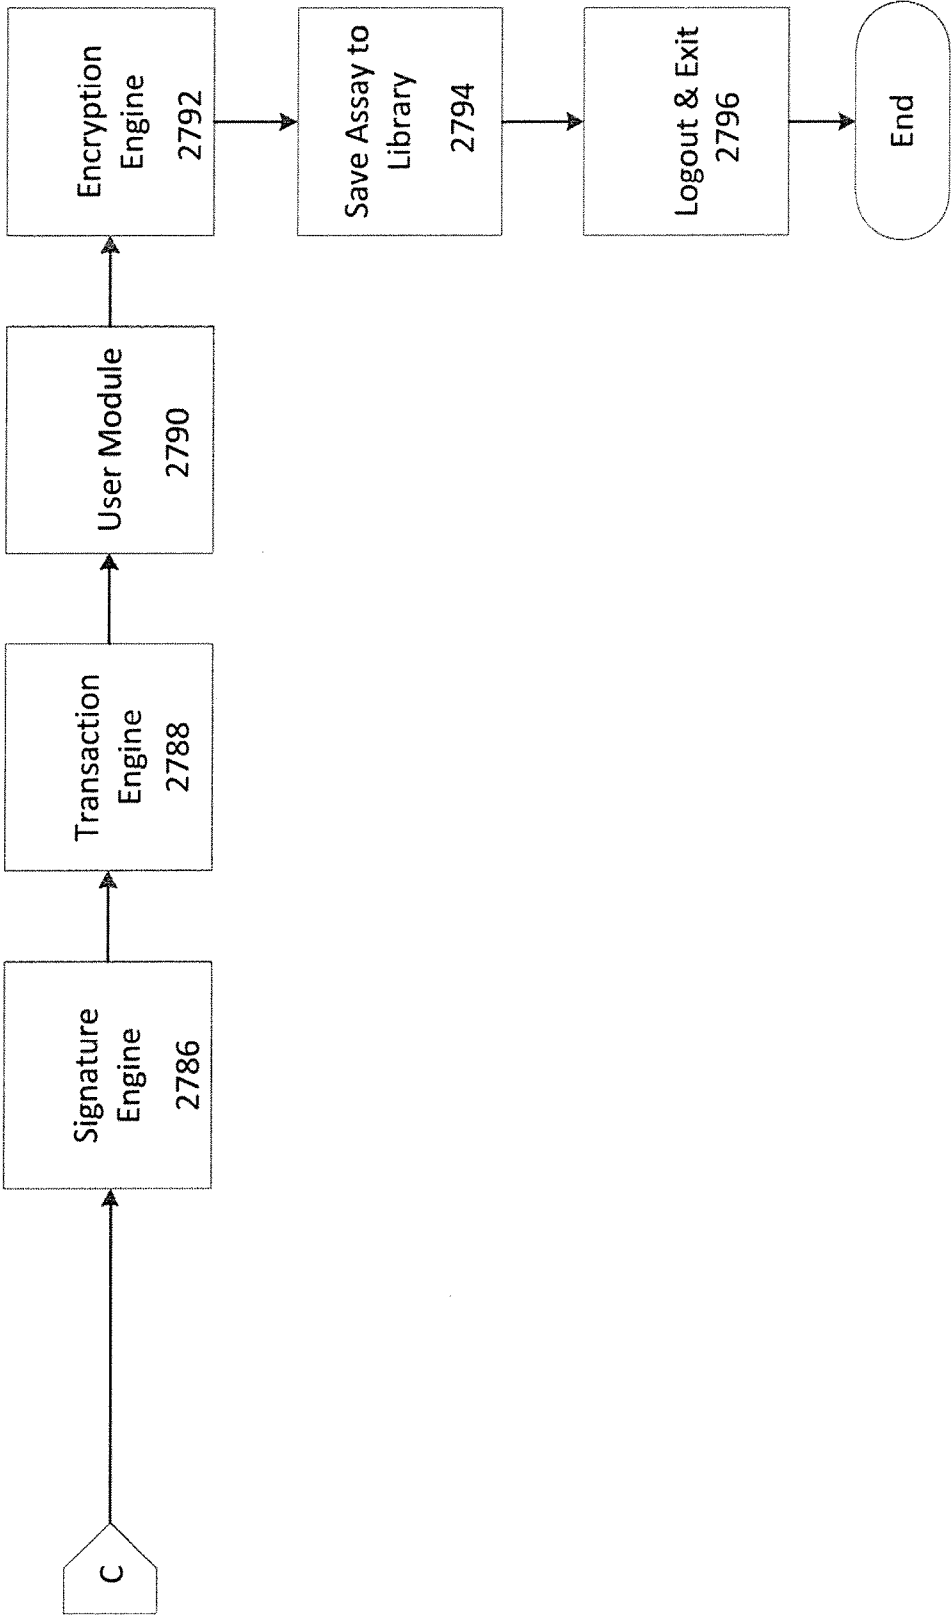 C
Signature
Engine
2786
Transaction
Engine
2788
User Module
2790
Encryption
Engine
2792
Save Assay to
Library
2794
Logout & Exit
2796
End